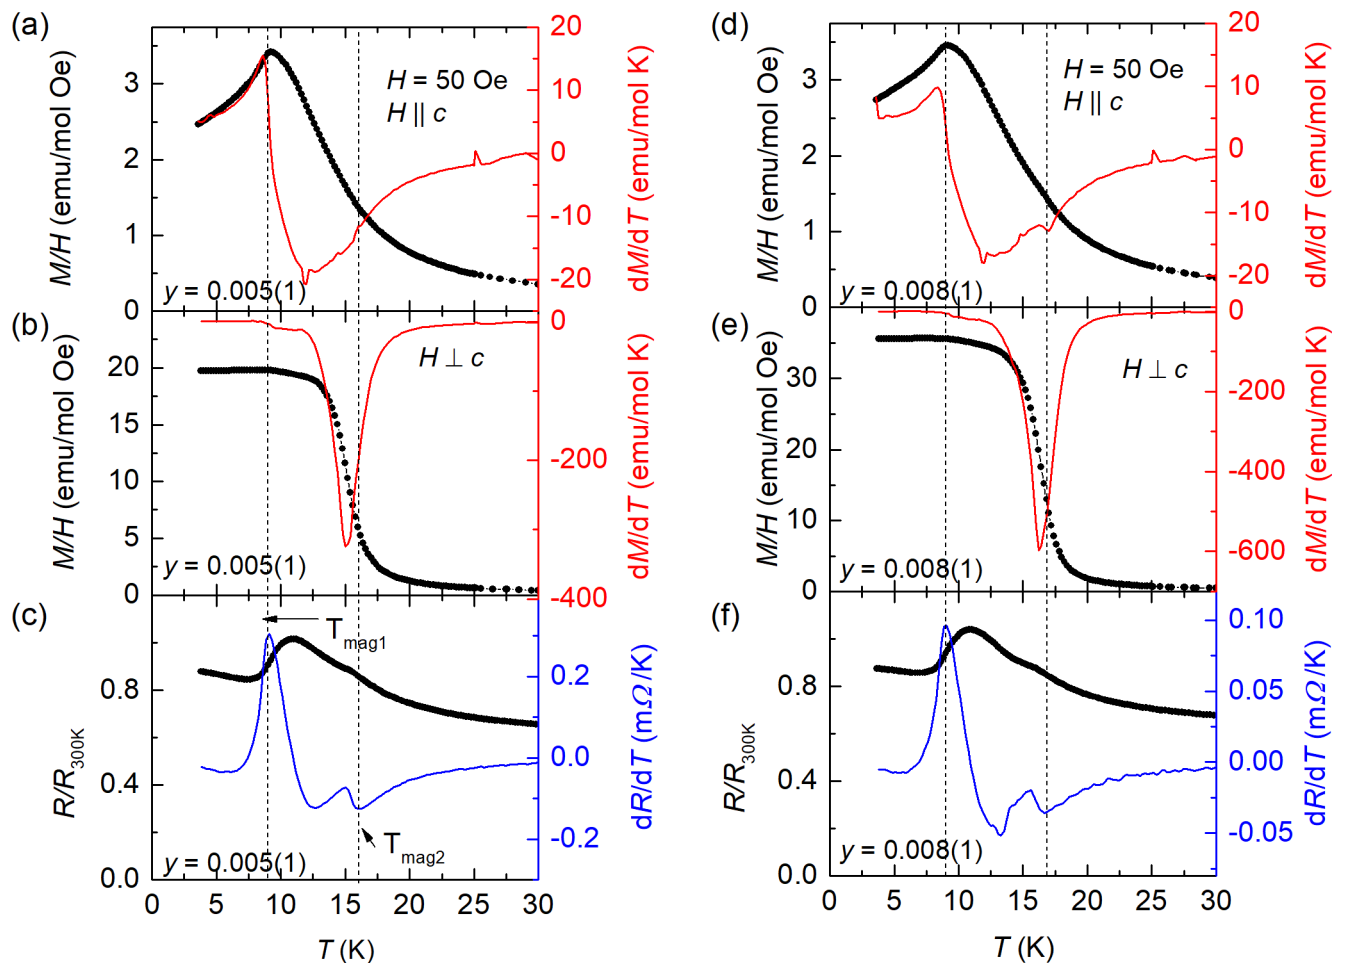 (a)
M/H (emu/mol Oe)
3
2
1
0
H = 50 Oe
H || c
y = 0.005(1)
20
10
0
-10
-20
dM/dT (emu/mol K)
(b)
M/H (emu/mol Oe)
20
15
10
5
0
H ⊥ c
y = 0.005(1)
0
-200
-400
dM/dT (emu/mol K)
(c)
R/R300K
0.8
0.4
0.0
Tmag1
Tmag2
y = 0.005(1)
0.2
0.0
-0.2
dR/dT (mΩ/K)
0 5 10 15 20 25 30
T (K)
(d)
M/H (emu/mol Oe)
3
2
1
0
H = 50 Oe
H || c
y = 0.008(1)
20
10
0
-10
-20
dM/dT (emu/mol K)
(e)
M/H (emu/mol Oe)
30
20
10
0
H ⊥ c
y = 0.008(1)
0
-200
-400
-600
dM/dT (emu/mol K)
(f)
R/R300K
0.8
0.4
0.0
y = 0.008(1)
0.10
0.05
0.00
-0.05
dR/dT (mΩ/K)
0 5 10 15 20 25 30
T (K)